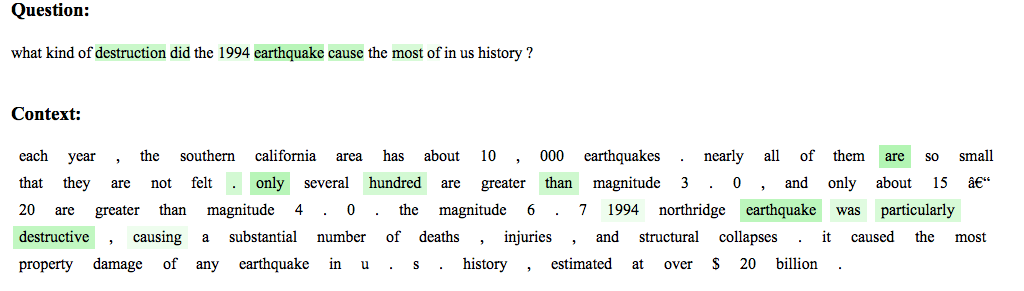 Question:
what kind of destruction did the 1994 earthquake cause the most of in us history ?
Context:
each year , the southern california area has about 10 , 000 earthquakes . nearly all of them are so small
that they are not felt . only several hundred are greater than magnitude 3 . 0 , and only about 15 â€“
20 are greater than magnitude 4 . 0 . the magnitude 6 . 7 1994 northridge earthquake was particularly
destructive , causing a substantial number of deaths , injuries , and structural collapses . it caused the most
property damage of any earthquake in u . s . history , estimated at over $ 20 billion .